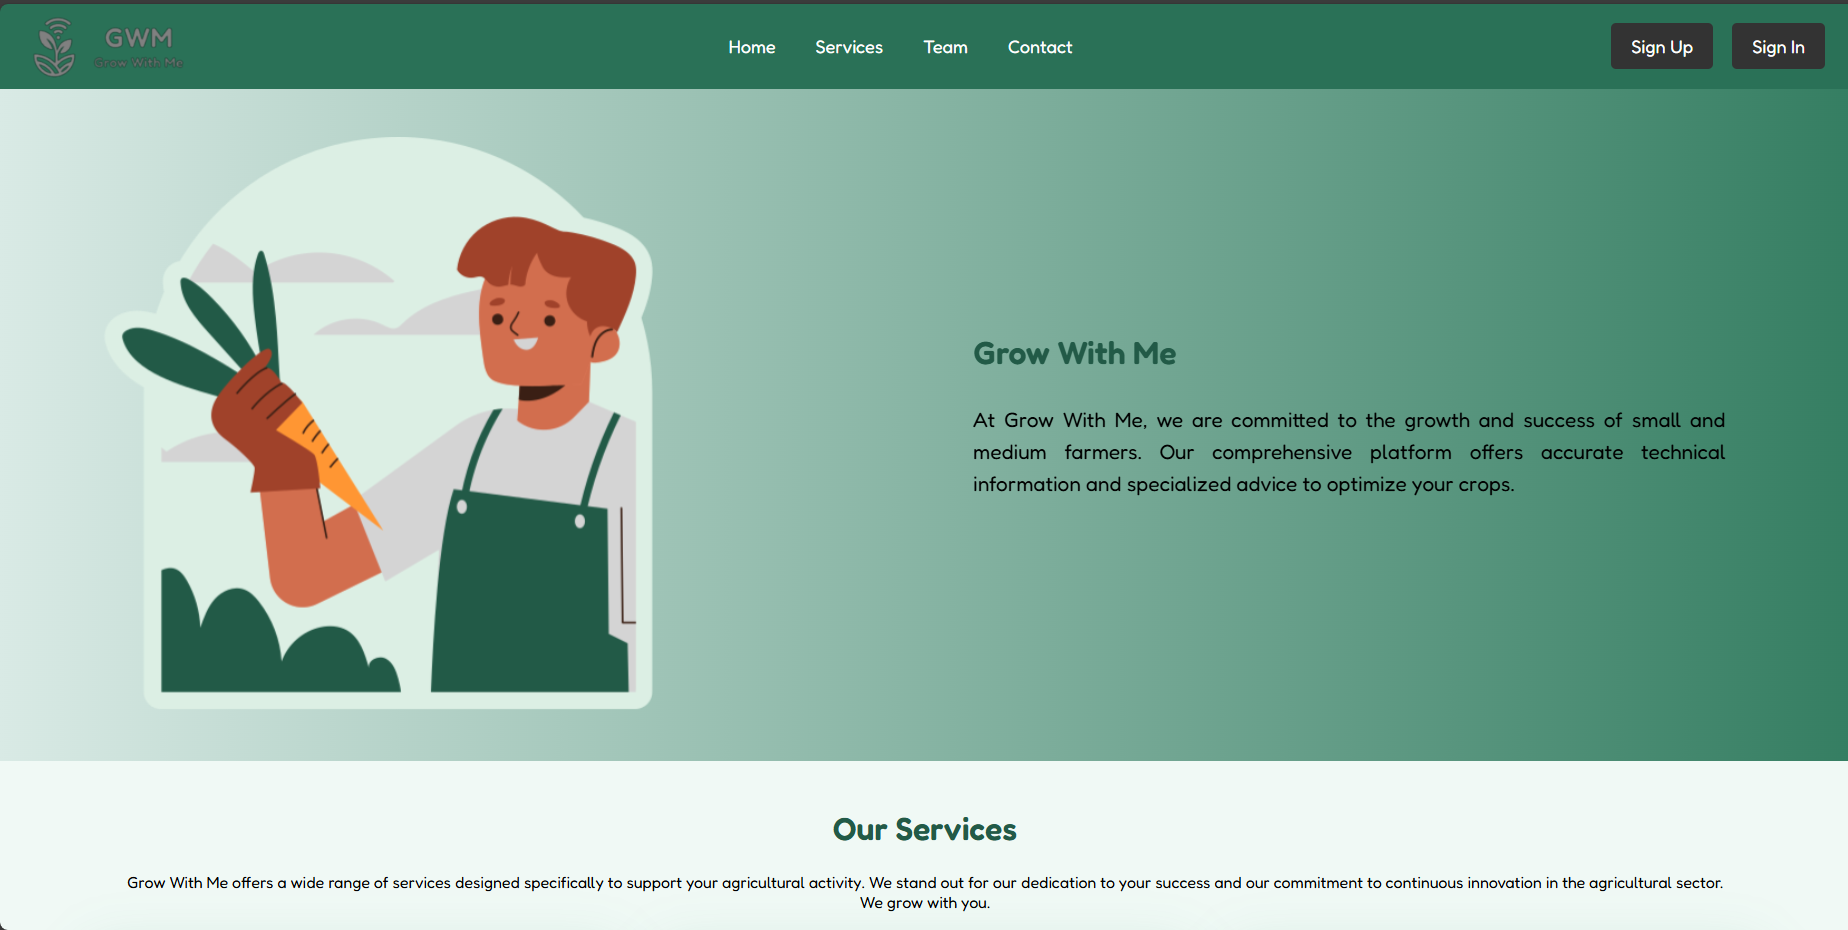 GWM
Grow With Me
Home
Services
Team
Contact
Sign Up
Sign In
Grow With Me
At Grow With Me, we are committed to the growth and success of small and
medium farmers. Our comprehensive platform offers accurate technical
information and specialized advice to optimize your crops.
Our Services
Grow With Me offers a wide range of services designed specifically to support your agricultural activity. We stand out for our dedication to your success and our commitment to continuous innovation in the agricultural sector.
We grow with you.